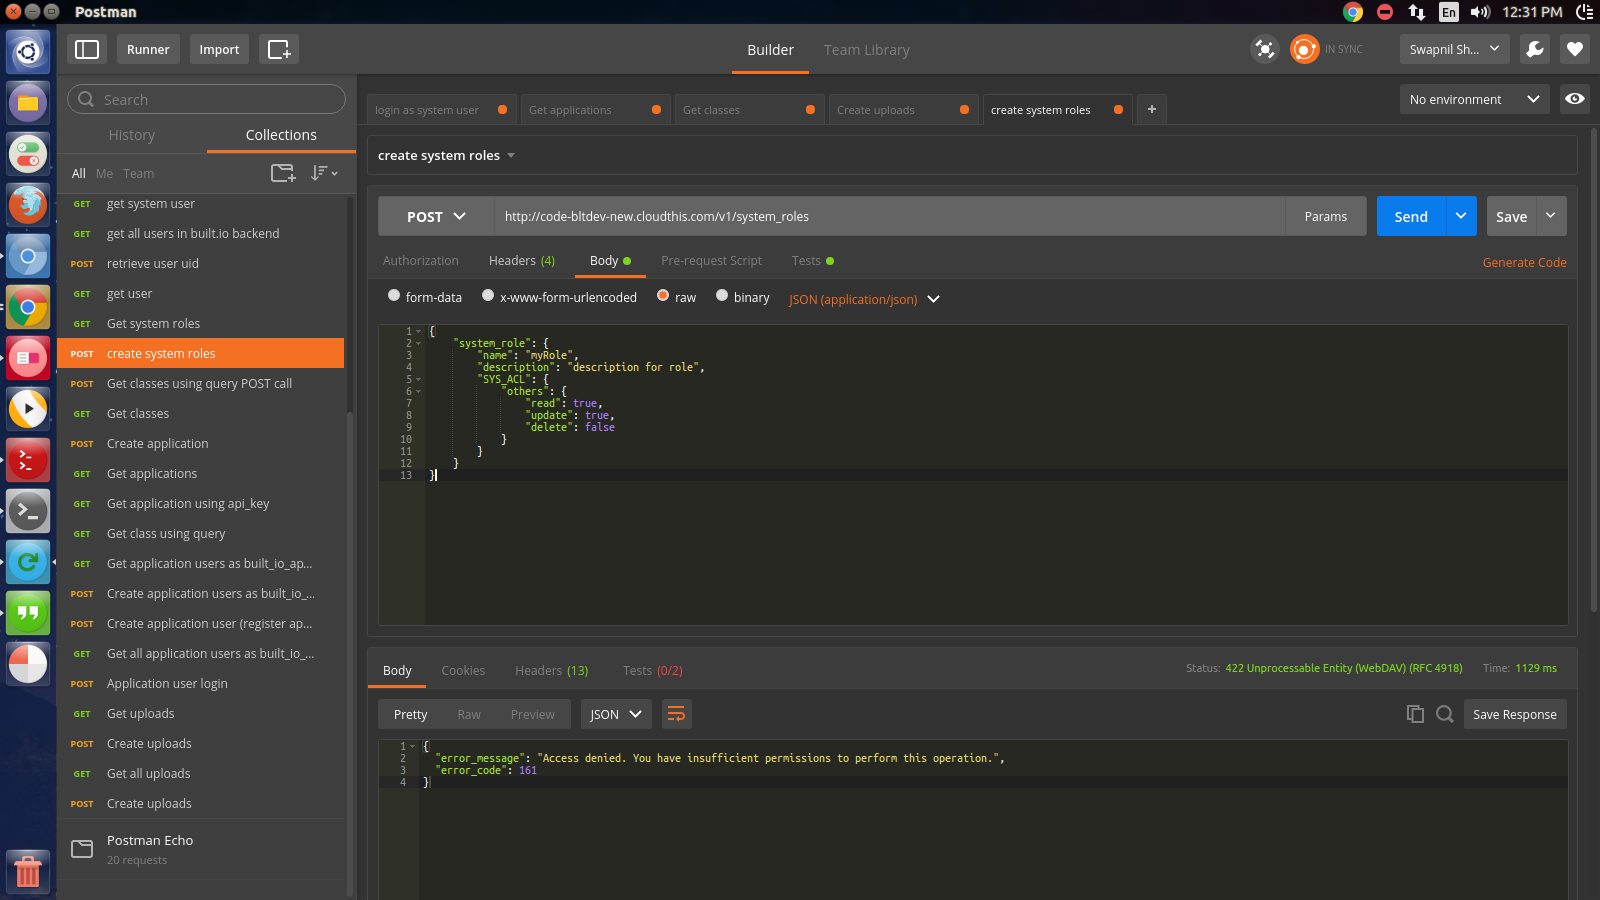 Postman
En
12:31 PM
Runner
Import
Builder
Team Library
IN SYNC
Swapnil Sh...
Search
History
Collections
All Me Team
GET get system user
GET get all users in built.io backend
POST retrieve user uid
GET get user
GET Get system roles
POST create system roles
POST Get classes using query POST call
GET Get classes
POST Create application
GET Get applications
GET Get application using api_key
GET Get class using query
GET Get application users as built_io_ap...
POST Create application users as built_io_...
POST Create application user (register ap...
GET Get all application users as built_io_...
POST Application user login
GET Get uploads
POST Create uploads
GET Get all uploads
POST Create uploads
Postman Echo
20 requests
login as system user
Get applications
Get classes
Create uploads
create system roles
+
No environment
create system roles
POST
http://code-bltdev-new.cloudthis.com/v1/system_roles
Params
Send
Save
Authorization
Headers (4)
Body
Pre-request Script
Tests
Generate Code
form-data
x-www-form-urlencoded
raw
binary
JSON (application/json)
1 {
2 "system_role": {
3 "name": "myRole",
4 "description": "description for role",
5 "SYS_ACL": {
6 "others": {
7 "read": true,
8 "update": true,
9 "delete": false
10 }
11 }
12 }
13 }
Body
Cookies
Headers (13)
Tests (0/2)
Status: 422 Unprocessable Entity (WebDAV) (RFC 4918)
Time: 1129 ms
Pretty
Raw
Preview
JSON
Save Response
1 {
2 "error_message": "Access denied. You have insufficient permissions to perform this operation.",
3 "error_code": 161
4 }